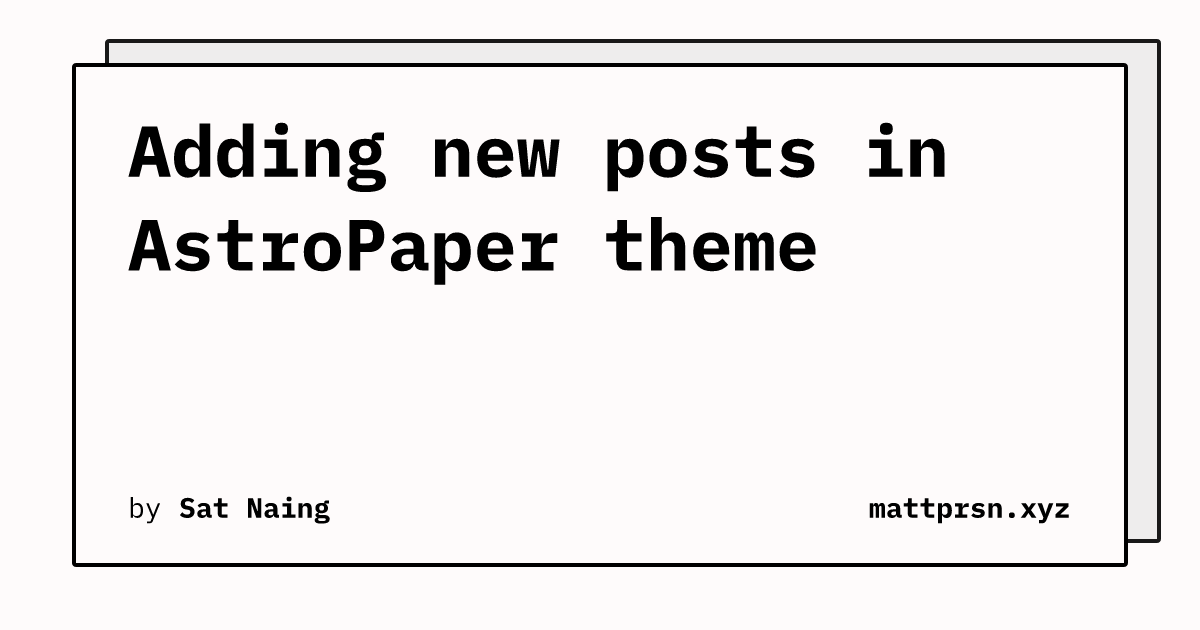 Adding new posts in
AstroPaper theme
by Sat Naing
mattprsn.xyz